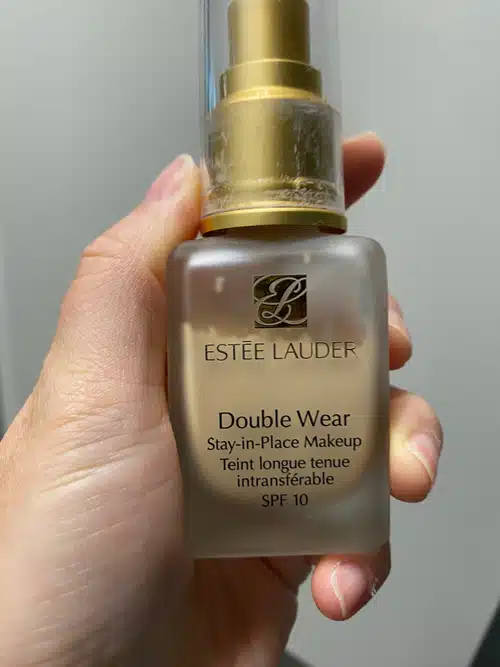 EL
ESTĒE LAUDER
Double Wear
Stay-in-Place Makeup
Teint longue tenue
intransférable
SPF 10